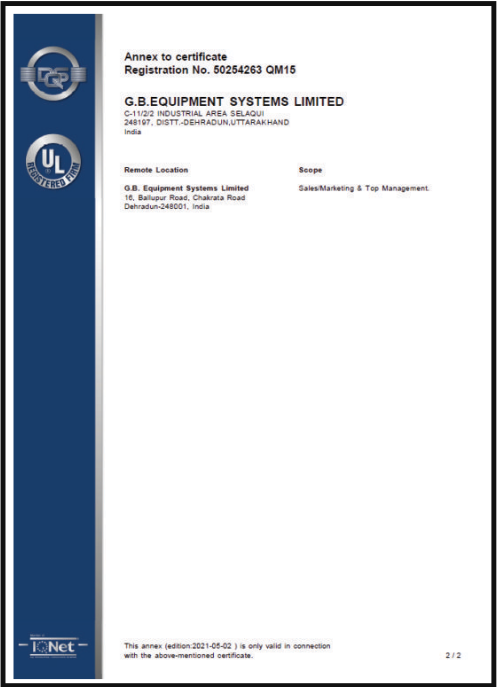 DQS
UL
REGISTERED FIRM
Annex to certificate
Registration No. 50254263 QM15
G.B.EQUIPMENT SYSTEMS LIMITED
C-11/2/2 INDUSTRIAL AREA SELAQUI
248197, DISTT.-DEHRADUN,UTTARAKHAND
India
Remote Location
Scope
G.B. Equipment Systems Limited
Sales/Marketing & Top Management.
16, Ballupur Road, Chakrata Road
Dehradun-248001, India
IQNet
This annex (edition:2021-05-02 ) is only valid in connection
with the above-mentioned certificate.
2 / 2